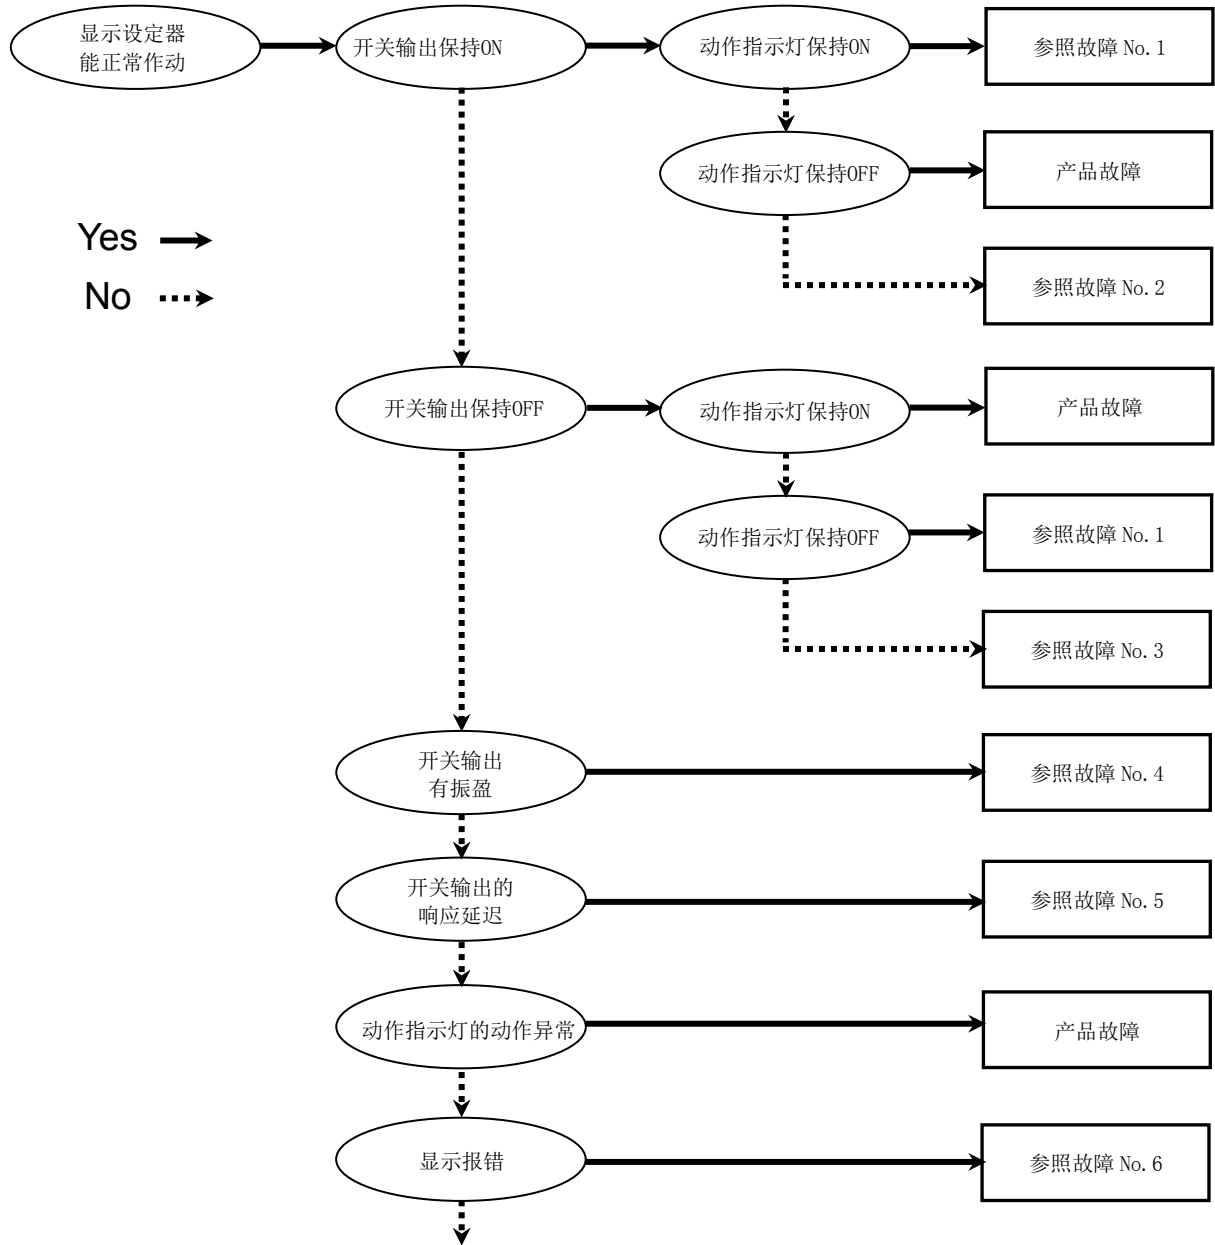 显示设定器
能正常作动
开关输出保持ON
动作指示灯保持ON
参照故障 No.1
动作指示灯保持OFF
产品故障
Yes
No
参照故障 No.2
开关输出保持OFF
动作指示灯保持ON
产品故障
动作指示灯保持OFF
参照故障 No.1
参照故障 No.3
开关输出
有振盈
参照故障 No.4
开关输出的
响应延迟
参照故障 No.5
动作指示灯的动作异常
产品故障
显示报错
参照故障 No.6